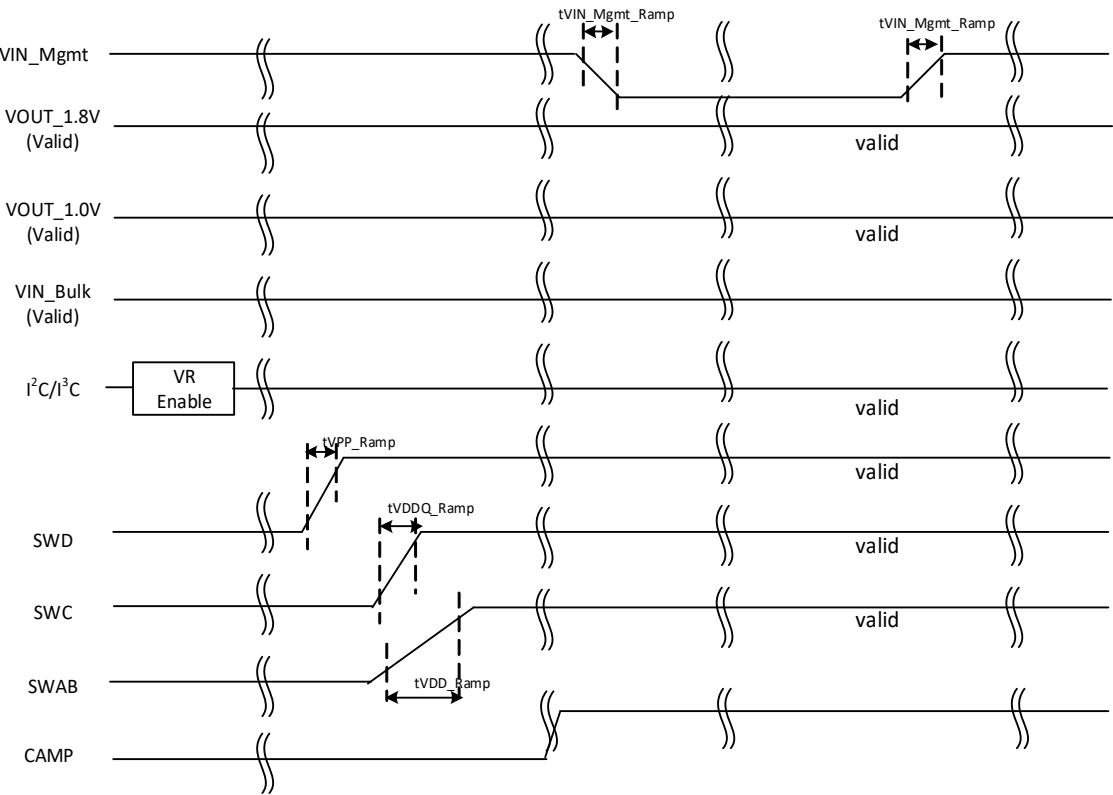 tVIN_Mgmt_Ramp
tVIN_Mgmt_Ramp
VIN_Mgmt
VOUT_1.8V
(Valid)
valid
VOUT_1.0V
(Valid)
valid
VIN_Bulk
(Valid)
I²C/I³C
VR
Enable
valid
tVPP_Ramp
valid
SWD
tVDDQ_Ramp
valid
SWC
valid
SWAB
tVDD_Ramp
CAMP